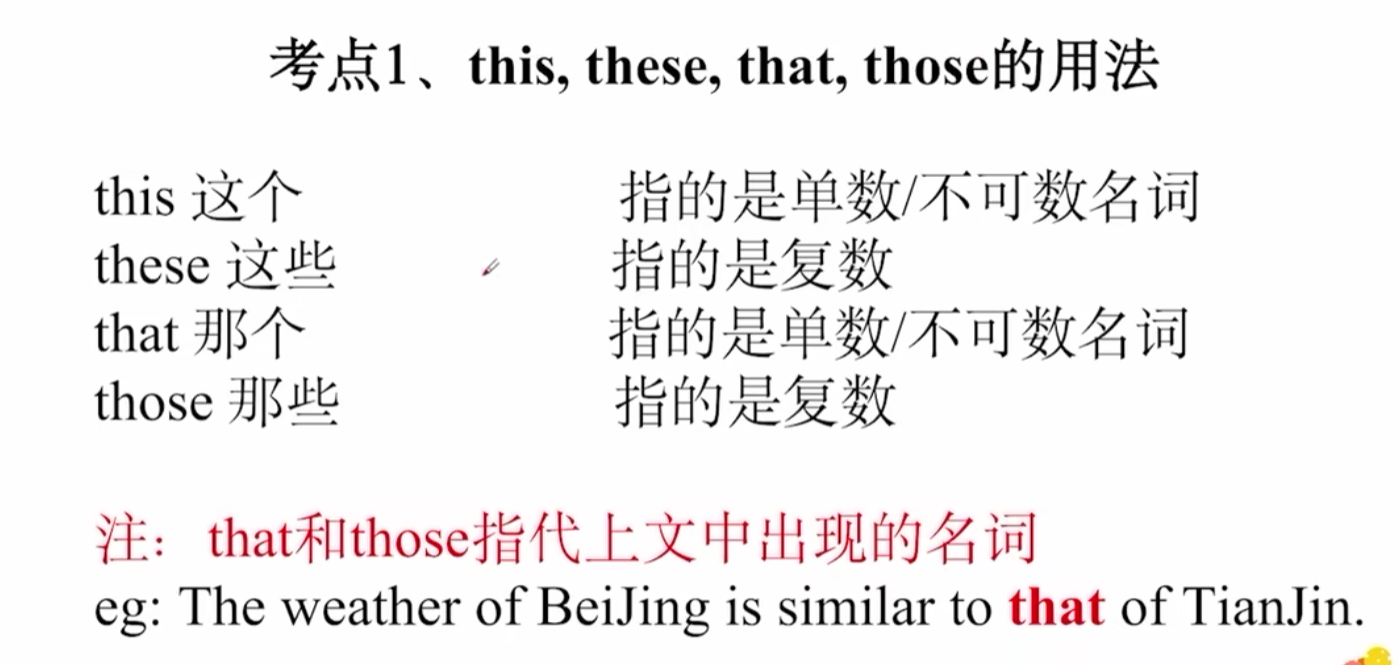 考点1、this, these, that, those的用法
this 这个 指的是单数/不可数名词
these 这些 指的是复数
that 那个 指的是单数/不可数名词
those 那些 指的是复数
注： that和those指代上文中出现的名词
eg: The weather of BeiJing is similar to that of TianJin.